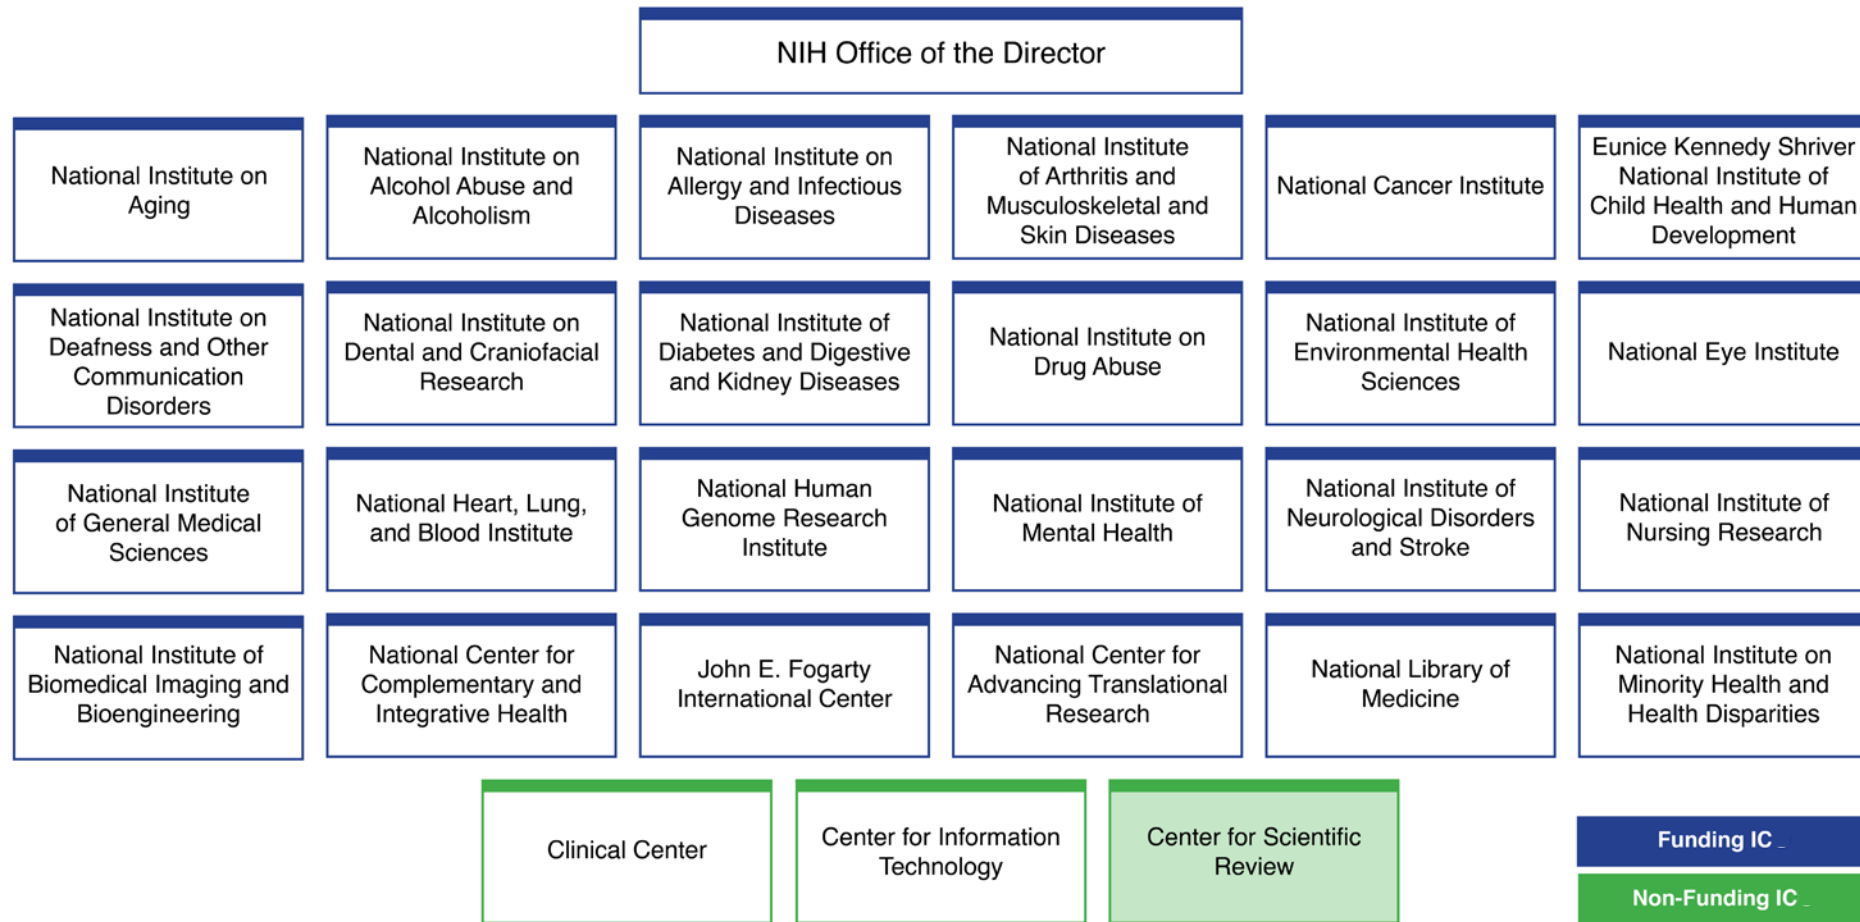 NIH Office of the Director
National Institute on
Aging
National Institute on
Alcohol Abuse and
Alcoholism
National Institute on
Allergy and Infectious
Diseases
National Institute
of Arthritis and
Musculoskeletal and
Skin Diseases
National Cancer Institute
Eunice Kennedy Shriver
National Institute of
Child Health and Human
Development
National Institute on
Deafness and Other
Communication
Disorders
National Institute on
Dental and Craniofacial
Research
National Institute of
Diabetes and Digestive
and Kidney Diseases
National Institute on
Drug Abuse
National Institute of
Environmental Health
Sciences
National Eye Institute
National Institute
of General Medical
Sciences
National Heart, Lung,
and Blood Institute
National Human
Genome Research
Institute
National Institute of
Mental Health
National Institute of
Neurological Disorders
and Stroke
National Institute of
Nursing Research
National Institute of
Biomedical Imaging and
Bioengineering
National Center for
Complementary and
Integrative Health
John E. Fogarty
International Center
National Center for
Advancing Translational
Research
National Library of
Medicine
National Institute on
Minority Health and
Health Disparities
Clinical Center
Center for Information
Technology
Center for Scientific
Review
Funding IC
Non-Funding IC